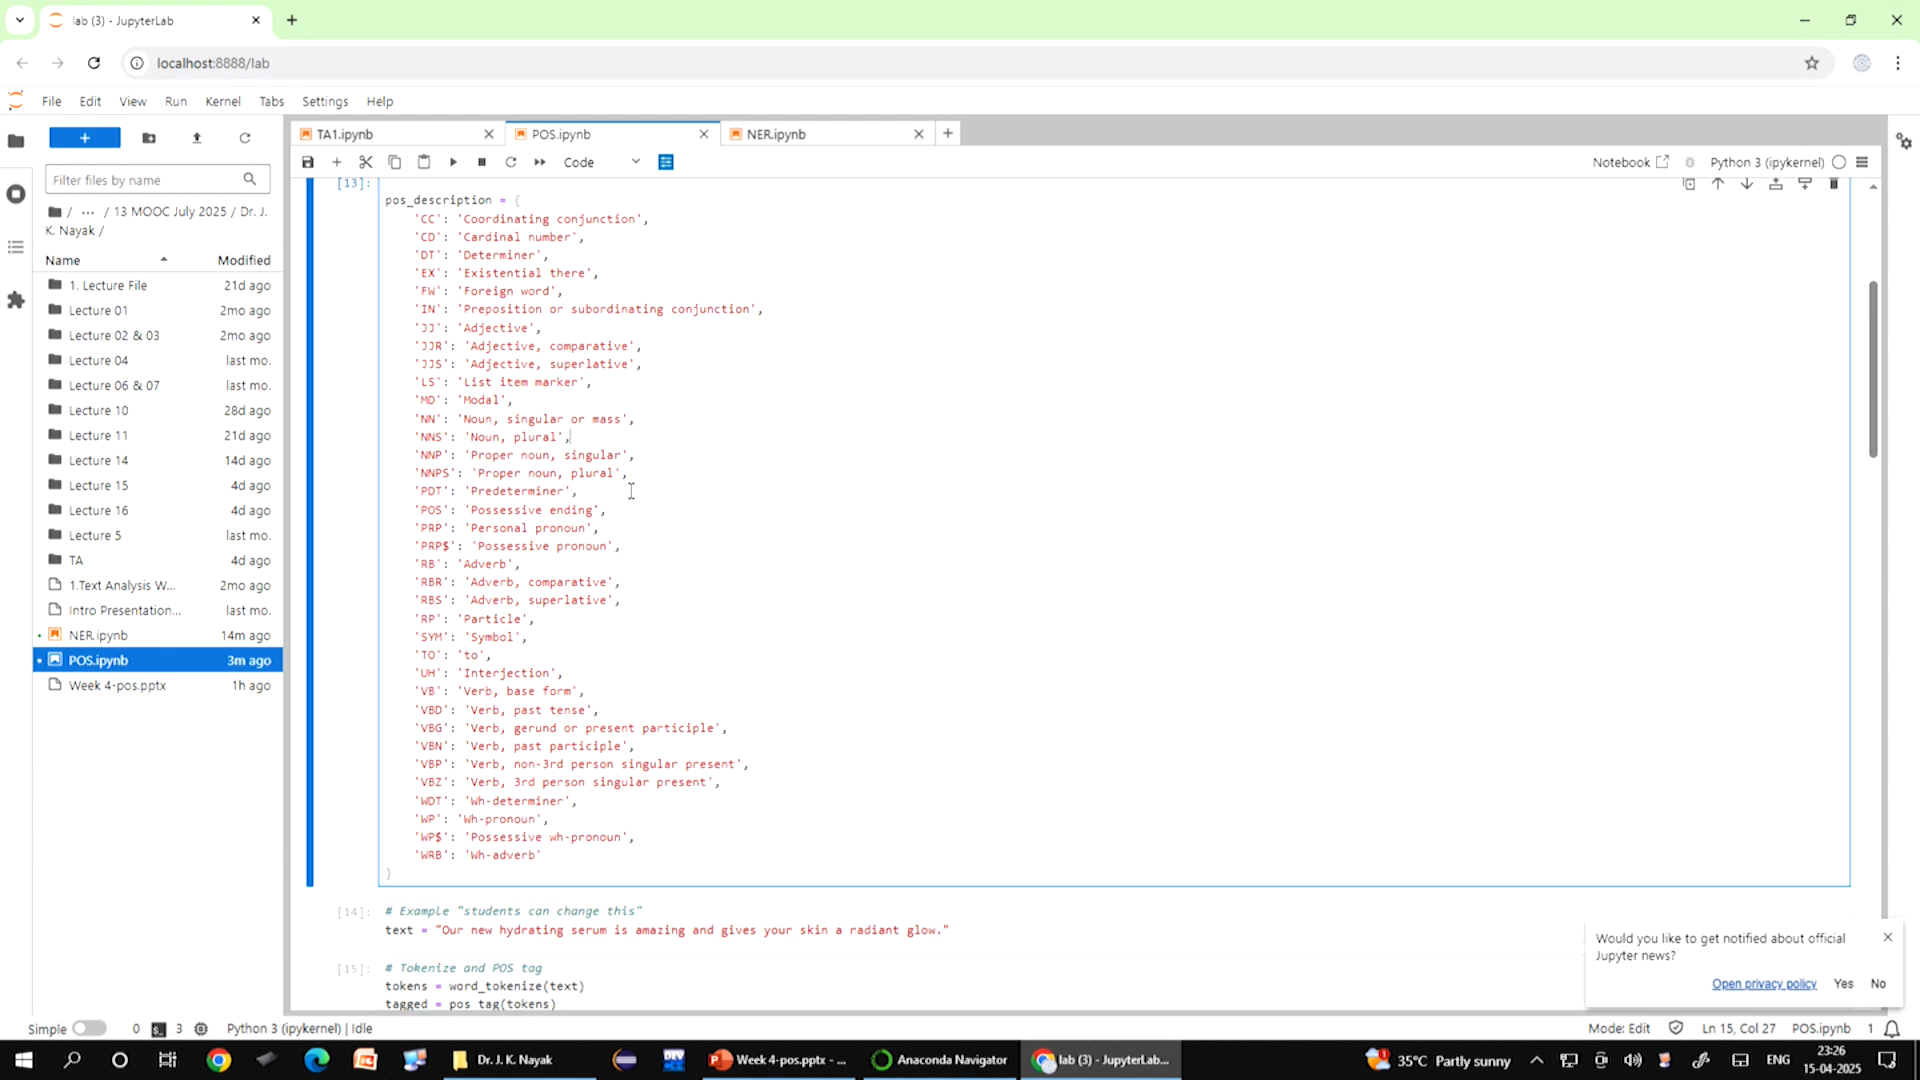 lab (3) - JupyterLab
localhost:8888/lab
File Edit View Run Kernel Tabs Settings Help
TA1.ipynb
POS.ipynb
NER.ipynb
Code
Notebook
Python 3 (ipykernel)
Filter files by name
/ ... / 13 MOOC July 2025 / Dr. J.
K. Nayak /
Name Modified
1. Lecture File 21d ago
Lecture 01 2mo ago
Lecture 02 & 03 2mo ago
Lecture 04 last mo.
Lecture 06 & 07 last mo.
Lecture 10 28d ago
Lecture 11 21d ago
Lecture 14 14d ago
Lecture 15 4d ago
Lecture 16 4d ago
Lecture 5 last mo.
TA 4d ago
1.Text Analysis W... 2mo ago
Intro Presentation... last mo.
NER.ipynb 14m ago
POS.ipynb 3m ago
Week 4-pos.pptx 1h ago
[13]:
pos_description = {
'CC': 'Coordinating conjunction',
'CD': 'Cardinal number',
'DT': 'Determiner',
'EX': 'Existential there',
'FW': 'Foreign word',
'IN': 'Preposition or subordinating conjunction',
'JJ': 'Adjective',
'JJR': 'Adjective, comparative',
'JJS': 'Adjective, superlative',
'LS': 'List item marker',
'MD': 'Modal',
'NN': 'Noun, singular or mass',
'NNS': 'Noun, plural',
'NNP': 'Proper noun, singular',
'NNPS': 'Proper noun, plural',
'PDT': 'Predeterminer',
'POS': 'Possessive ending',
'PRP': 'Personal pronoun',
'PRP$': 'Possessive pronoun',
'RB': 'Adverb',
'RBR': 'Adverb, comparative',
'RBS': 'Adverb, superlative',
'RP': 'Particle',
'SYM': 'Symbol',
'TO': 'to',
'UH': 'Interjection',
'VB': 'Verb, base form',
'VBD': 'Verb, past tense',
'VBG': 'Verb, gerund or present participle',
'VBN': 'Verb, past participle',
'VBP': 'Verb, non-3rd person singular present',
'VBZ': 'Verb, 3rd person singular present',
'WDT': 'Wh-determiner',
'WP': 'Wh-pronoun',
'WP$': 'Possessive wh-pronoun',
'WRB': 'Wh-adverb'
}
[14]: # Example "students can change this"
text = "Our new hydrating serum is amazing and gives your skin a radiant glow."
[15]: # Tokenize and POS tag
tokens = word_tokenize(text)
tagged = pos_tag(tokens)
Would you like to get notified about official
Jupyter news?
Open privacy policy Yes No
Simple 0 3 Python 3 (ipykernel) | Idle
Mode: Edit Ln 15, Col 27 POS.ipynb 1
Dr. J. K. Nayak
DEV
Week 4-pos.pptx - ...
Anaconda Navigator
lab (3) - JupyterLab...
35°C Partly sunny
ENG
23:26
15-04-2025